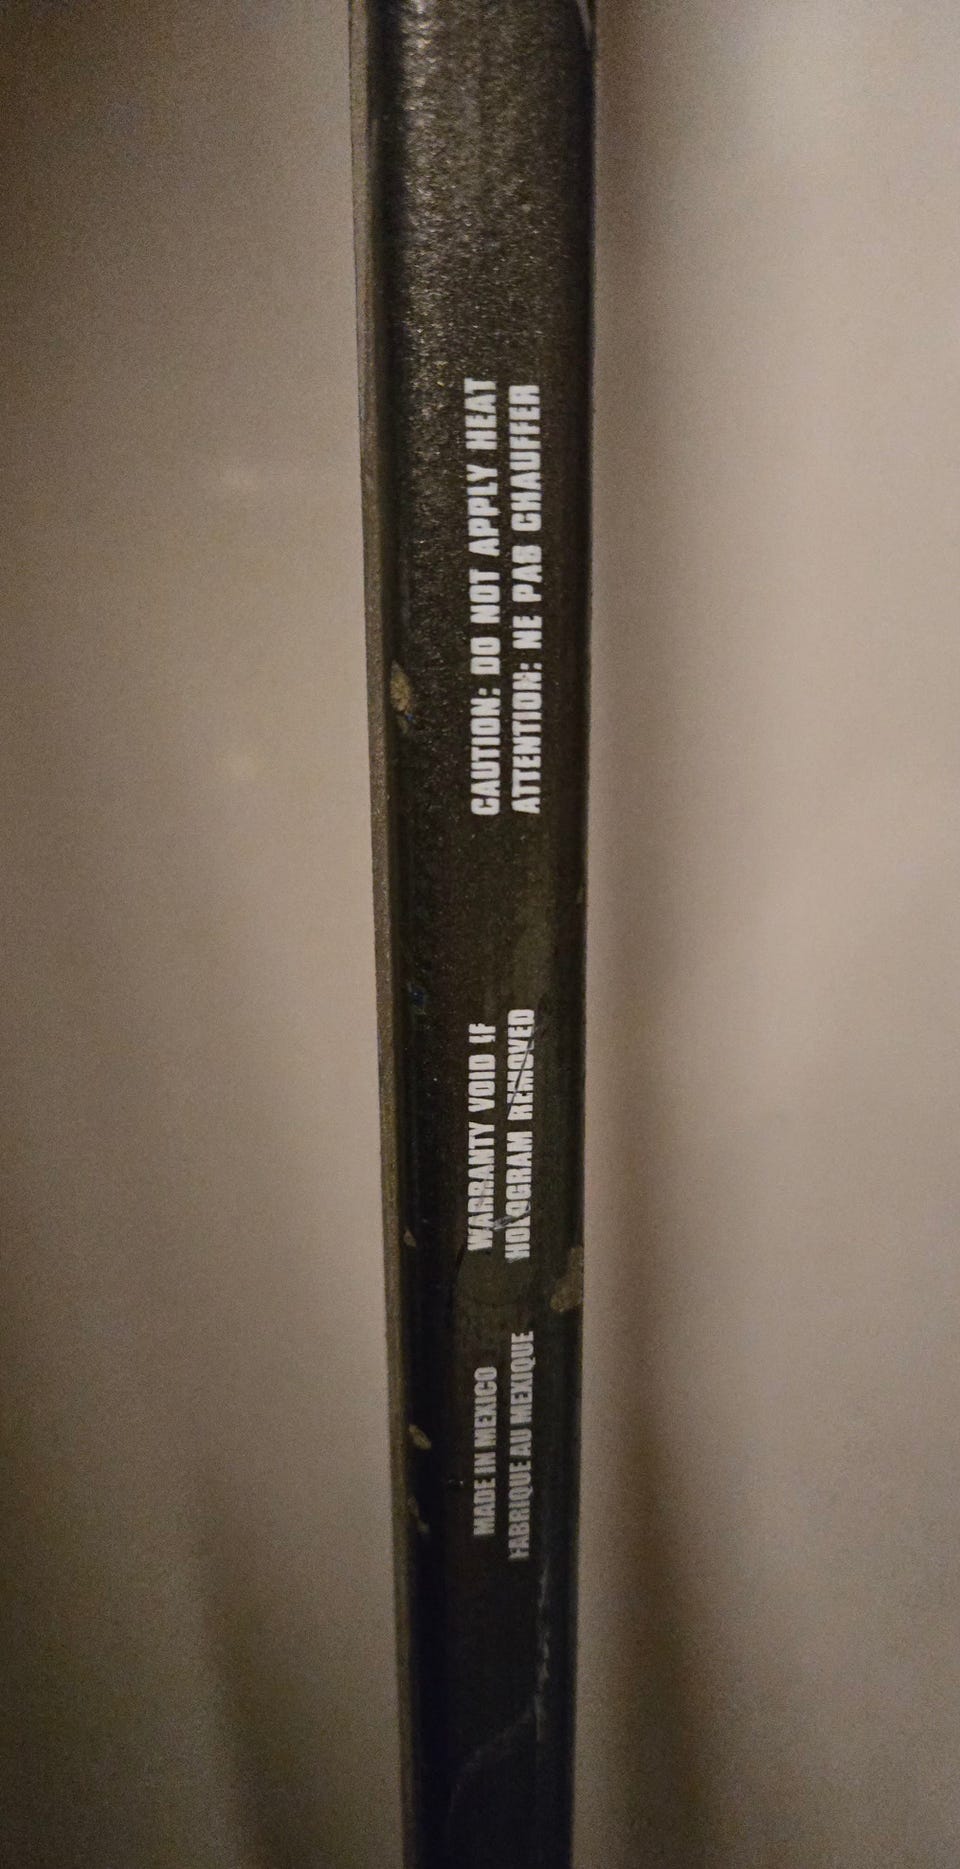 CAUTION: DO NOT APPLY HEAT
ATTENTION: NE PAS CHAUFFER
WARRANTY VOID IF
HOLOGRAM REMOVED
MADE IN MEXICO
FABRIQUE AU MEXIQUE